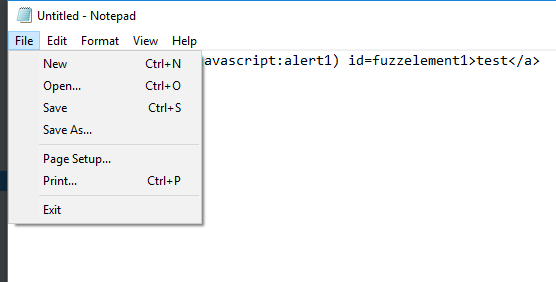 Untitled - Notepad
File Edit Format View Help
avascript:alert1) id=fuzzelement1>test</a>
New Ctrl+N
Open... Ctrl+O
Save Ctrl+S
Save As...
Page Setup...
Print... Ctrl+P
Exit